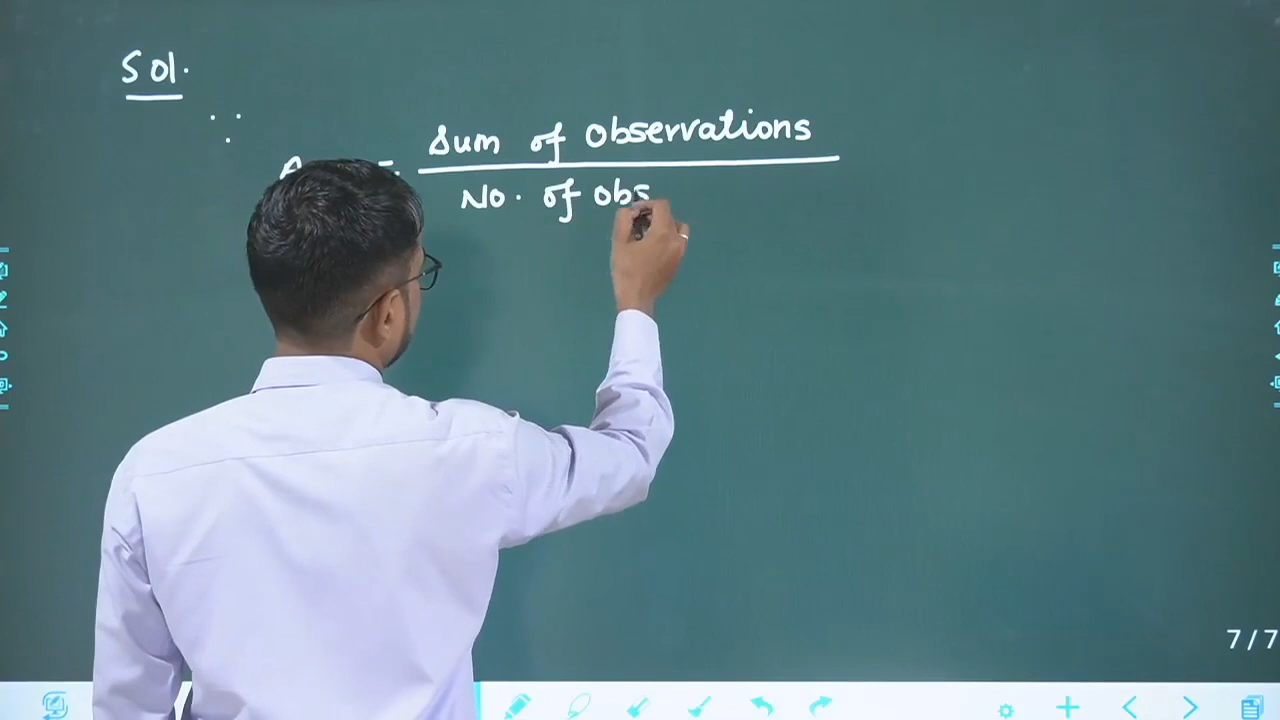 Sol.
∵
= Sum of Observations
No. of Obs
7/7